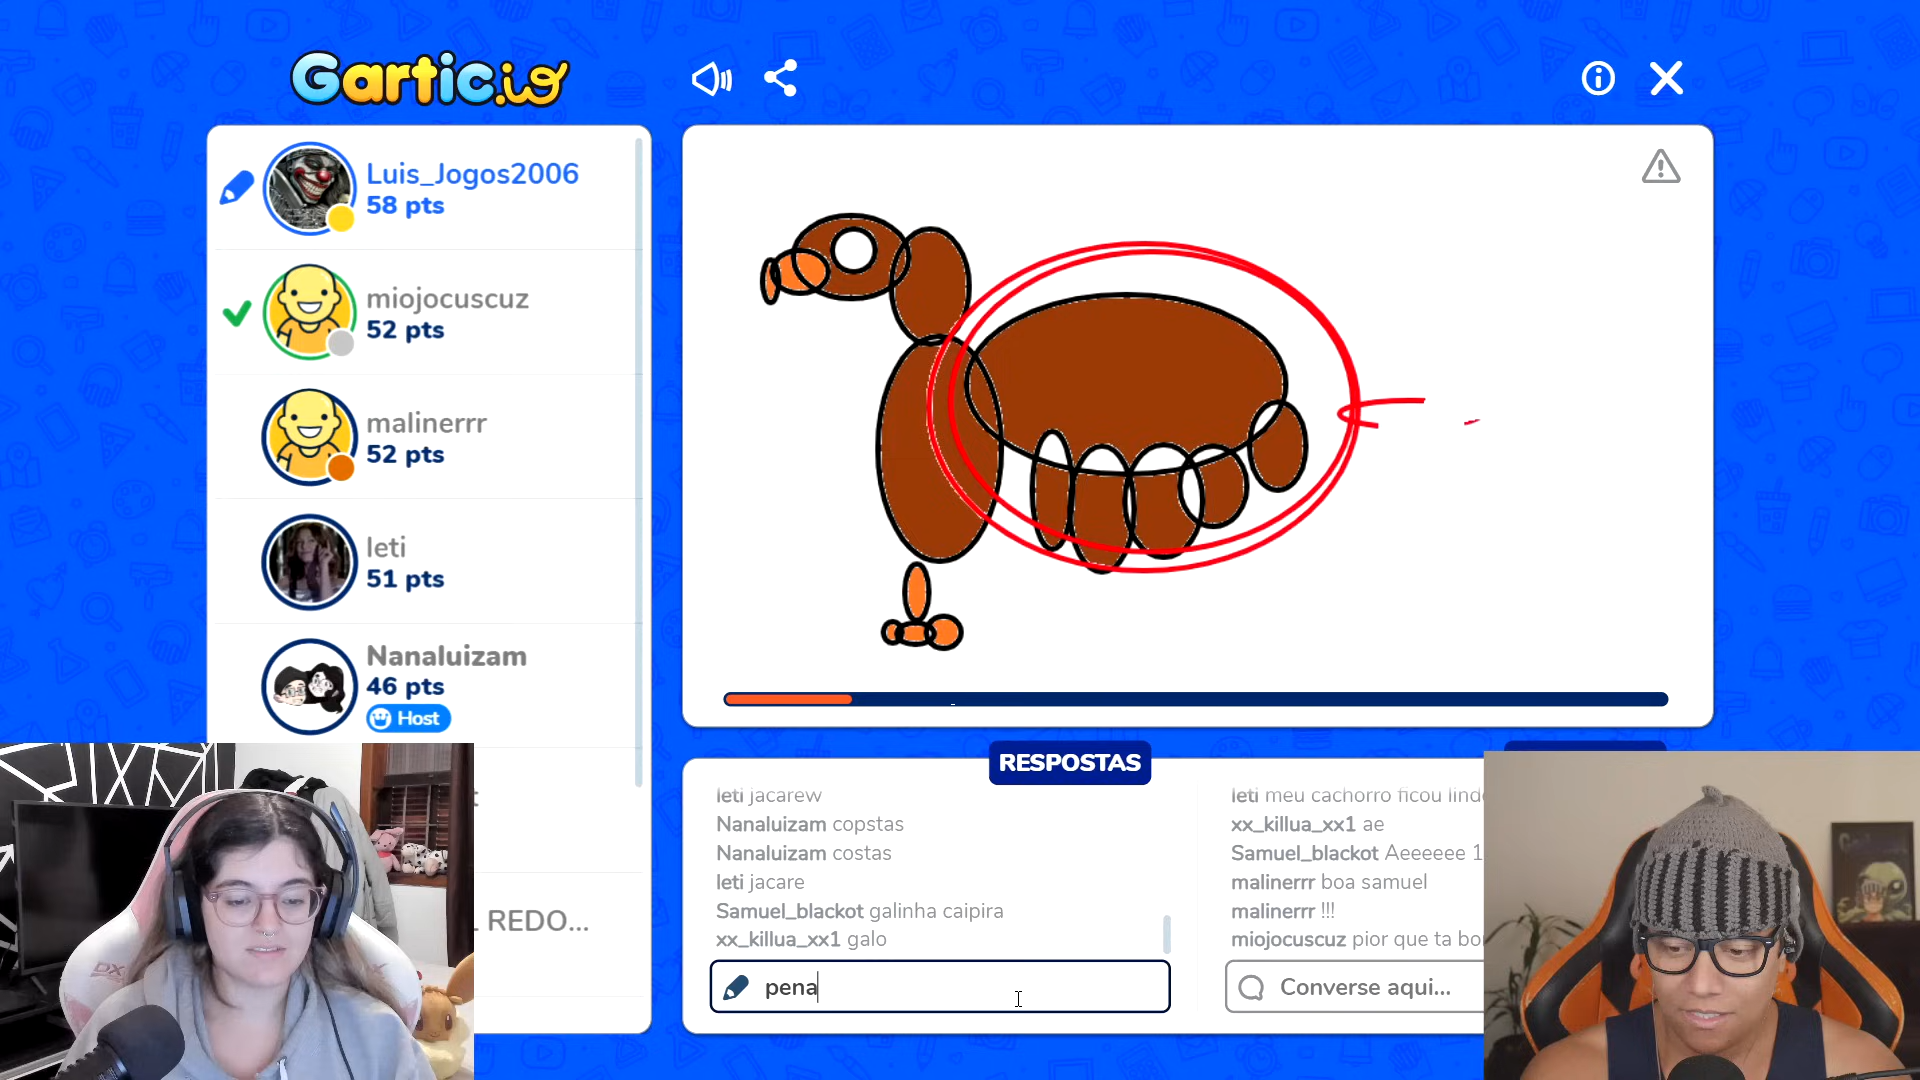 Gartic.io
Luis_Jogos2006
58 pts
miojocuscuz
52 pts
malinerrr
52 pts
leti
51 pts
Nanaluizam
46 pts
Host
REDO...
RESPOSTAS
leti jacarew
Nanaluizam copstas
Nanaluizam costas
leti jacare
Samuel_blackot galinha caipira
xx_killua_xx1 galo
pena
leti meu cachorro ficou lind
xx_killua_xx1 ae
Samuel_blackot Aeeeeee 1
malinerrr boa samuel
malinerrr !!!
miojocuscuz pior que ta bo
Converse aqui...
DX